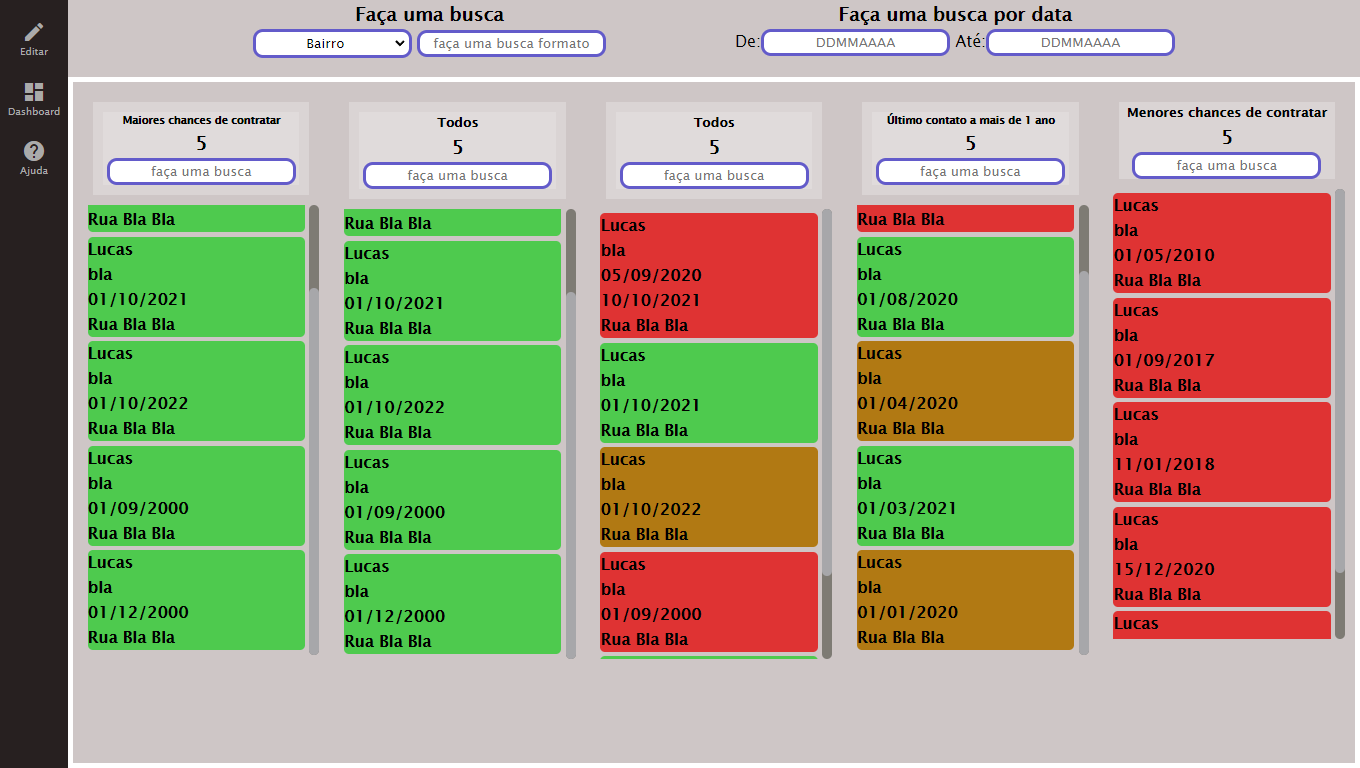 Editar
Dashboard
Ajuda
Faça uma busca
Bairro
faça uma busca formato
Faça uma busca por data
De:
DDMMAAAA
Até:
DDMMAAAA
Maiores chances de contratar
5
faça uma busca
Rua Bla Bla
Lucas
bla
01/10/2021
Rua Bla Bla
Lucas
bla
01/10/2022
Rua Bla Bla
Lucas
bla
01/09/2000
Rua Bla Bla
Lucas
bla
01/12/2000
Rua Bla Bla
Todos
5
faça uma busca
Rua Bla Bla
Lucas
bla
01/10/2021
Rua Bla Bla
Lucas
bla
01/10/2022
Rua Bla Bla
Lucas
bla
01/09/2000
Rua Bla Bla
Lucas
bla
01/12/2000
Rua Bla Bla
Todos
5
faça uma busca
Lucas
bla
05/09/2020
10/10/2021
Rua Bla Bla
Lucas
bla
01/10/2021
Rua Bla Bla
Lucas
bla
01/10/2022
Rua Bla Bla
Lucas
bla
01/09/2000
Rua Bla Bla
Último contato a mais de 1 ano
5
faça uma busca
Rua Bla Bla
Lucas
bla
01/08/2020
Rua Bla Bla
Lucas
bla
01/04/2020
Rua Bla Bla
Lucas
bla
01/03/2021
Rua Bla Bla
Lucas
bla
01/01/2020
Rua Bla Bla
Menores chances de contratar
5
faça uma busca
Lucas
bla
01/05/2010
Rua Bla Bla
Lucas
bla
01/09/2017
Rua Bla Bla
Lucas
bla
11/01/2018
Rua Bla Bla
Lucas
bla
15/12/2020
Rua Bla Bla
Lucas